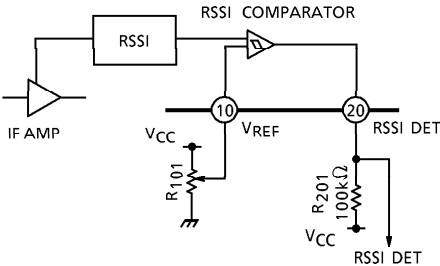 RSSI COMPARATOR
RSSI
IF AMP
10
VREF
20
RSSI DET
VCC
R101
R201
100kΩ
VCC
RSSI DET